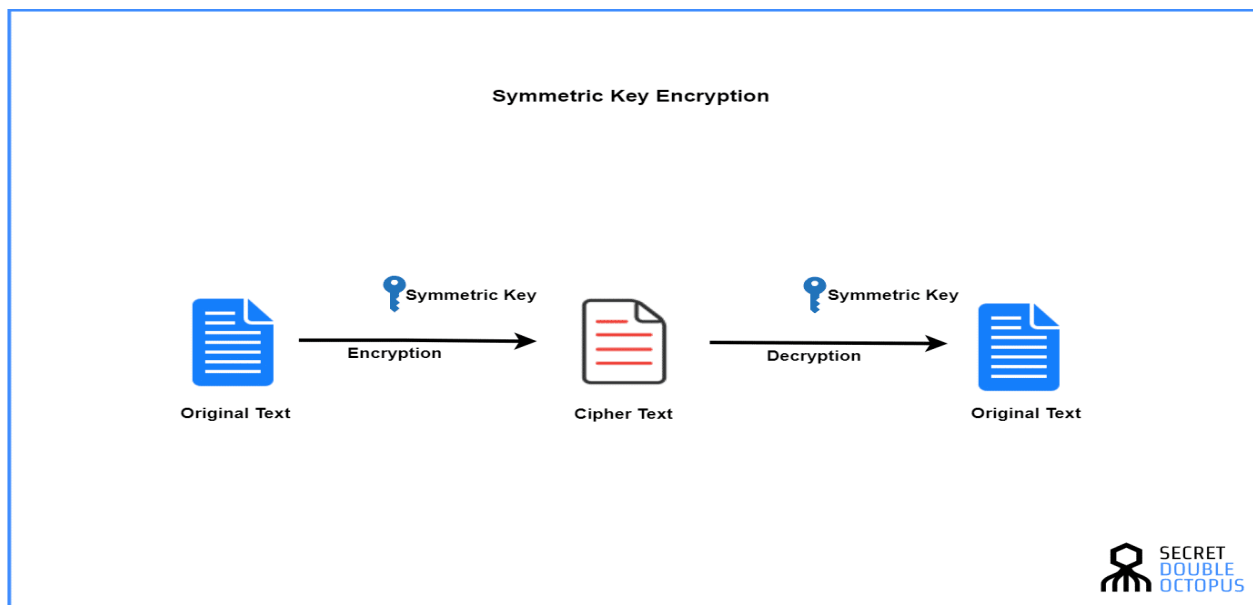 Symmetric Key Encryption
Symmetric Key
Encryption
Symmetric Key
Decryption
Original Text
Cipher Text
Original Text
SECRET
DOUBLE
OCTOPUS